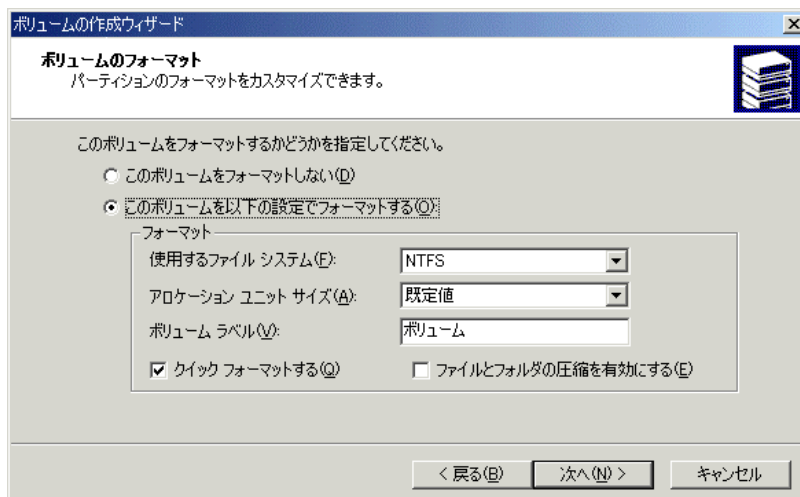 ボリュームの作成ウィザード
ボリュームのフォーマット
パーティションのフォーマットをカスタマイズできます。
このボリュームをフォーマットするかどうかを指定してください。
このボリュームをフォーマットしない(D)
このボリュームを以下の設定でフォーマットする(O):
フォーマット
使用するファイル システム(F): NTFS
アロケーション ユニット サイズ(A): 既定値
ボリューム ラベル(V): ボリューム
クイック フォーマットする(Q) ファイルとフォルダの圧縮を有効にする(E)
< 戻る(B) 次へ(N) > キャンセル